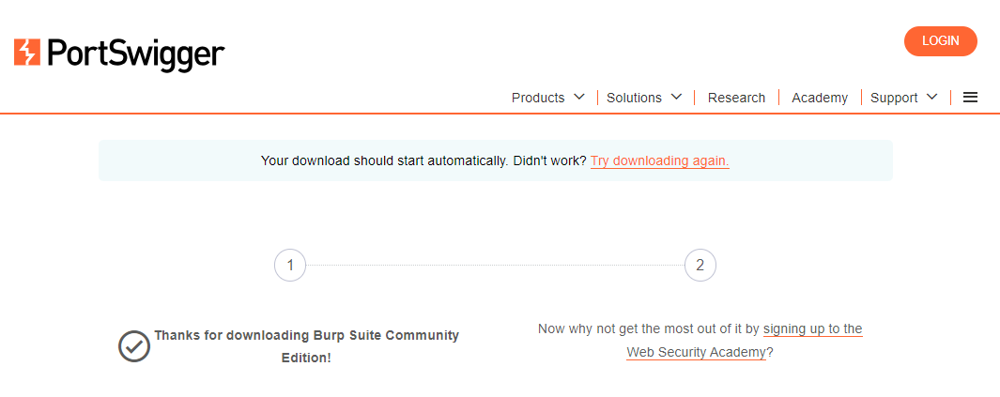 LOGIN
PortSwigger
Products
Solutions
Research
Academy
Support
Your download should start automatically. Didn't work? Try downloading again.
1
2
Thanks for downloading Burp Suite Community
Edition!
Now why not get the most out of it by signing up to the
Web Security Academy?